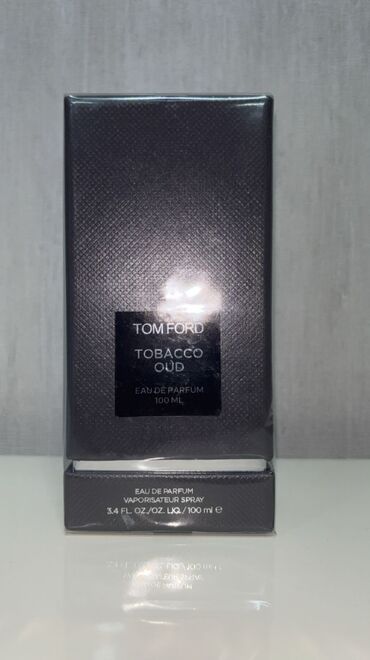 TOM FORD
TOBACCO
OUD
EAU DE PARFUM
100 ML
EAU DE PARFUM
VAPORISATEUR SPRAY
3.4 FL. OZ./OZ. LIQ. / 100 ml ℮